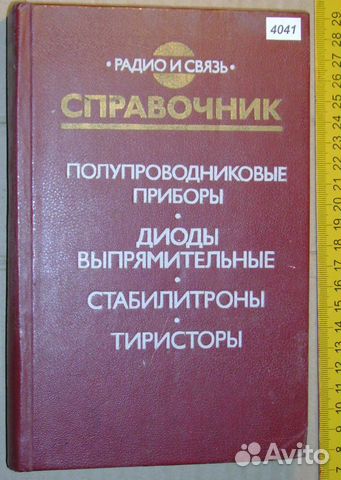 4041
• РАДИО И СВЯЗЬ •
СПРАВОЧНИК
ПОЛУПРОВОДНИКОВЫЕ
ПРИБОРЫ
•
ДИОДЫ
ВЫПРЯМИТЕЛЬНЫЕ
•
СТАБИЛИТРОНЫ
•
ТИРИСТОРЫ
Avito